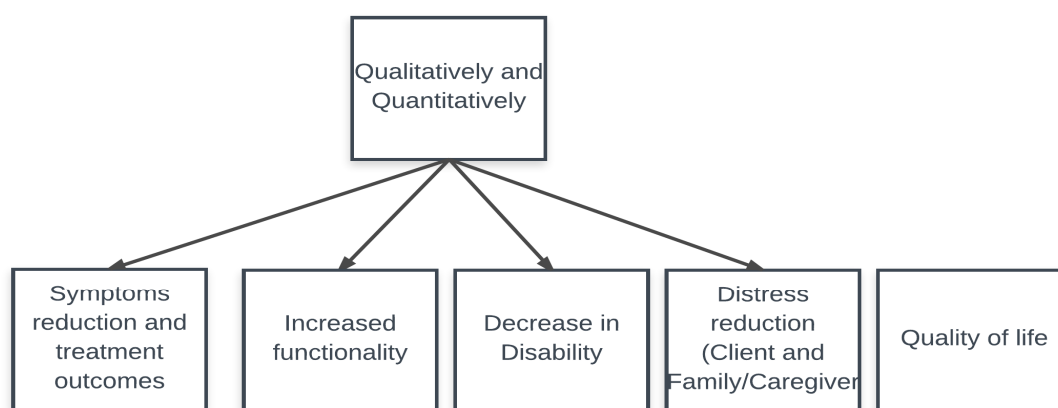 Qualitatively and
Quantitatively
Symptoms
reduction and
treatment
outcomes
Increased
functionality
Decrease in
Disability
Distress
reduction
(Client and
Family/Caregiver
Quality of life